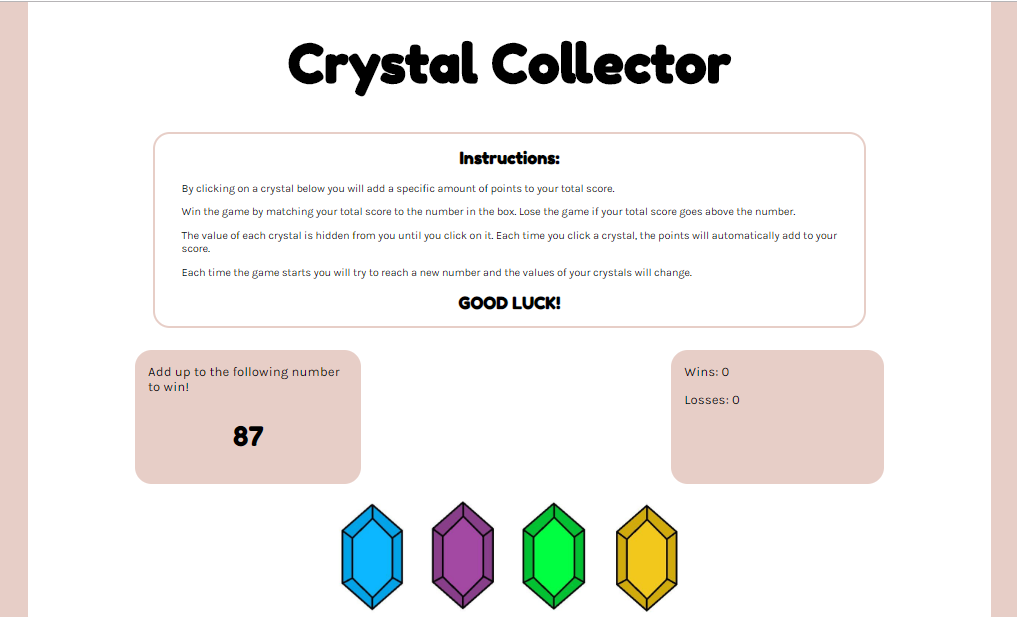 Crystal Collector
Instructions:
By clicking on a crystal below you will add a specific amount of points to your total score.
Win the game by matching your total score to the number in the box. Lose the game if your total score goes above the number.
The value of each crystal is hidden from you until you click on it. Each time you click a crystal, the points will automatically add to your
score.
Each time the game starts you will try to reach a new number and the values of your crystals will change.
GOOD LUCK!
Add up to the following number
to win!
87
Wins: 0
Losses: 0